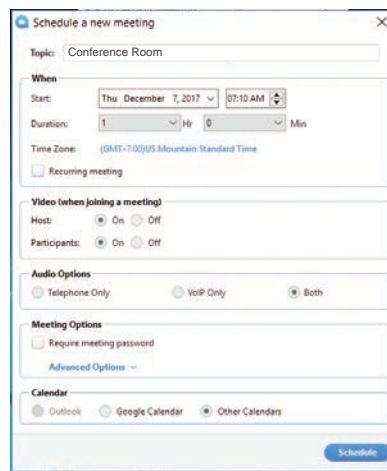 Schedule a new meeting
Topic: Conference Room
When
Start: Thu December 7, 2017 07:10 AM
Duration: 1 Hr 0 Min
Time Zone: (GMT-7:00)US Mountain Standard Time
Recurring meeting
Video (when joining a meeting)
Host: On Off
Participants: On Off
Audio Options
Telephone Only VoIP Only Both
Meeting Options
Require meeting password
Advanced Options
Calendar
Outlook Google Calendar Other Calendars
Schedule